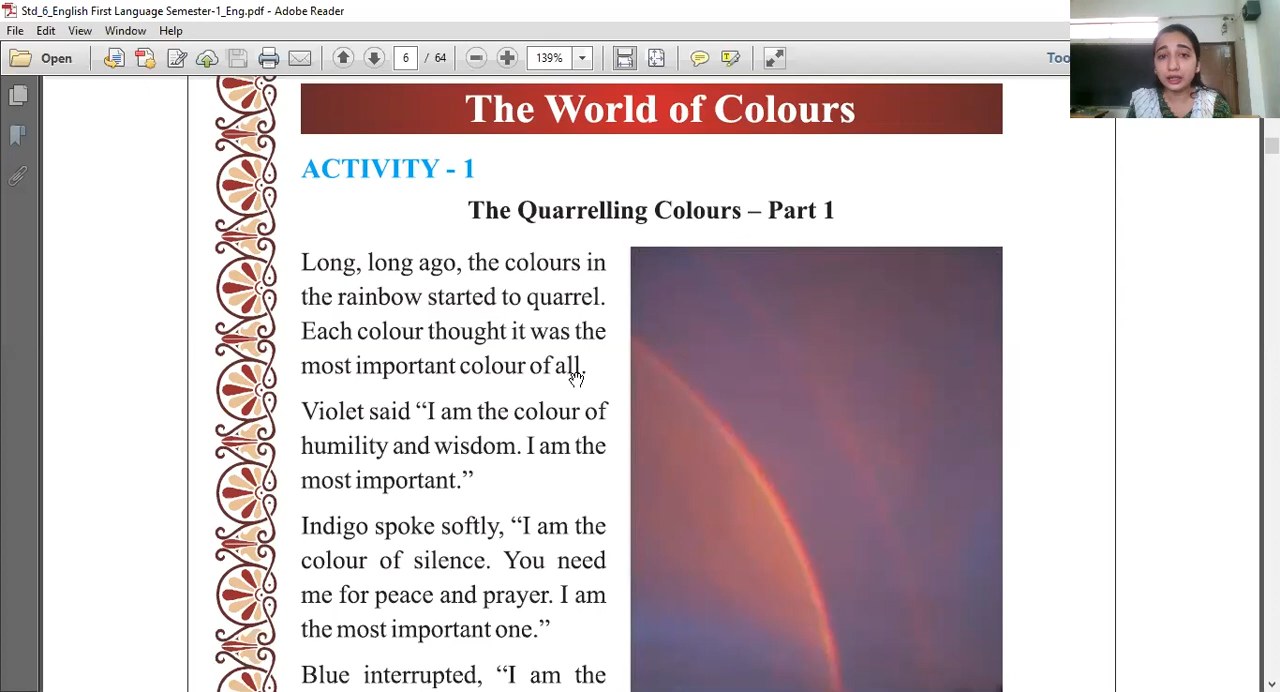 Std_6_English First Language Semester-1_Eng.pdf - Adobe Reader
File Edit View Window Help
Open 6 / 64 139% Too
The World of Colours
ACTIVITY - 1
The Quarrelling Colours – Part 1
Long, long ago, the colours in
the rainbow started to quarrel.
Each colour thought it was the
most important colour of all.
Violet said “I am the colour of
humility and wisdom. I am the
most important.”
Indigo spoke softly, “I am the
colour of silence. You need
me for peace and prayer. I am
the most important one.”
Blue interrupted, “I am the